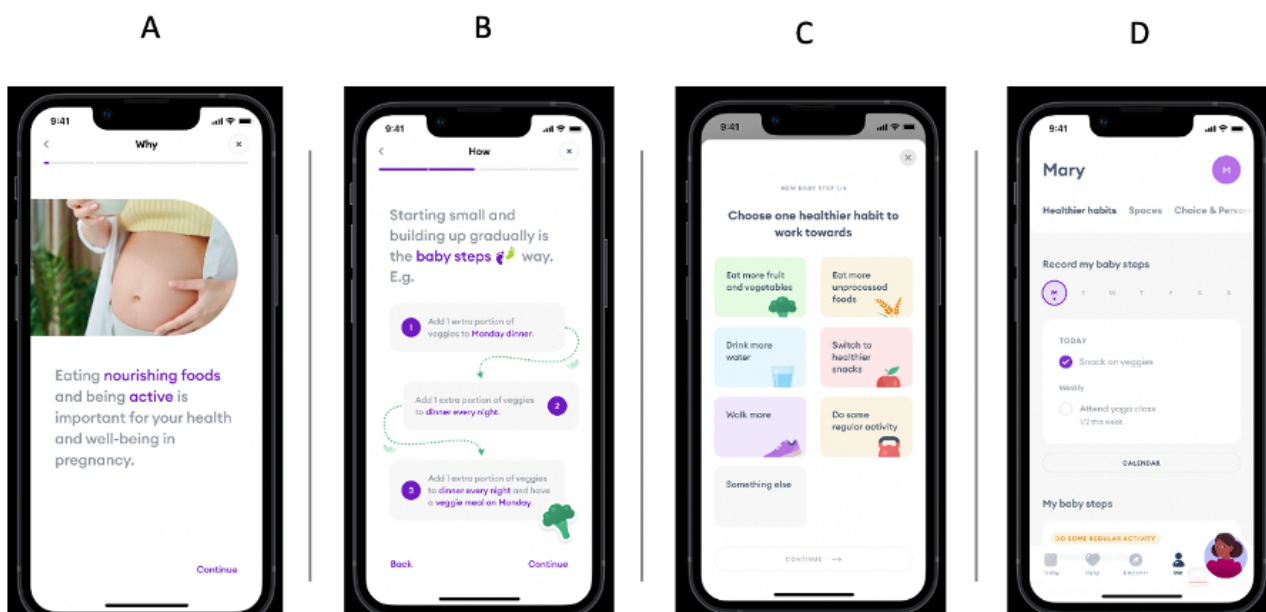 A
B
C
D
9:41
Why
Eating nourishing foods
and being active is
important for your health
and well-being in
pregnancy.
Continue
9:41
How
Starting small and
building up gradually is
the baby steps way.
E.g.
1
Add 1 extra portion of
veggies to Monday dinner.
Add 1 extra portion of veggies
to dinner every night.
2
3
Add 1 extra portion of veggies
to dinner every night and have
a veggie meal on Monday.
Back
Continue
9:41
NEW BABY STEP 1/4
Choose one healthier habit to
work towards
Eat more fruit
and vegetables
Eat more
unprocessed
foods
Drink more
water
Switch to
healthier
snacks
Walk more
Do some
regular activity
Something else
CONTINUE →
9:41
Mary
M
Healthier habits Spaces Choice & Person
Record my baby steps
M T W T F S S
TODAY
Snack on veggies
Weekly
Attend yoga class
1/2 this week
CALENDAR
My baby steps
DO SOME REGULAR ACTIVITY
Today Baby Discover Me